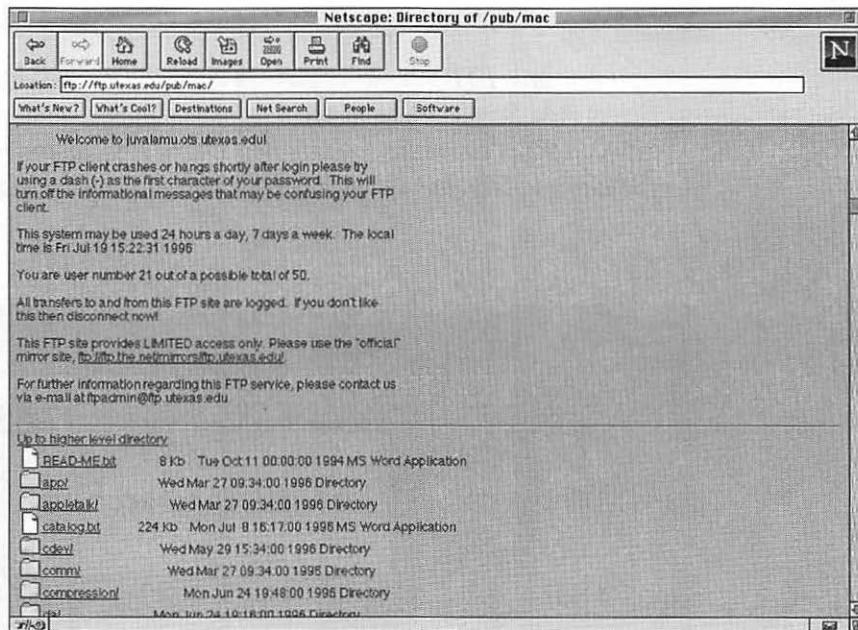 Netscape: Directory of /pub/mac
Back Forward Home Reload Images Open Print Find Stop
N
Location: ftp://ftp.utexas.edu/pub/mac/
What's New? What's Cool? Destinations Net Search People Software
Welcome to juvalamu.ots.utexas.edu!
If your FTP client crashes or hangs shortly after login please try
using a dash (-) as the first character of your password. This will
turn off the informational messages that may be confusing your FTP
client.
This system may be used 24 hours a day, 7 days a week. The local
time is Fri Jul 19 15:22:31 1996
You are user number 21 out of a possible total of 50.
All transfers to and from this FTP site are logged. If you don't like
this then disconnect now!
This FTP site provides LIMITED access only. Please use the "official"
mirror site, ftp://ftp.the.net/mirrors/ftp.utexas.edu/.
For further information regarding this FTP service, please contact us
via e-mail at ftpadmin@ftp.utexas.edu
Up to higher level directory
READ-ME.txt 8 Kb Tue Oct 11 00:00:00 1994 MS Word Application
app/ Wed Mar 27 09:34:00 1996 Directory
appletalk/ Wed Mar 27 09:34:00 1996 Directory
catalog.txt 224 Kb Mon Jul 8 16:17:00 1996 MS Word Application
cdev/ Wed May 29 15:34:00 1996 Directory
comm/ Wed Mar 27 09:34:00 1996 Directory
compression/ Mon Jun 24 19:48:00 1996 Directory
da/ Mon Jun 24 19:16:00 1996 Directory